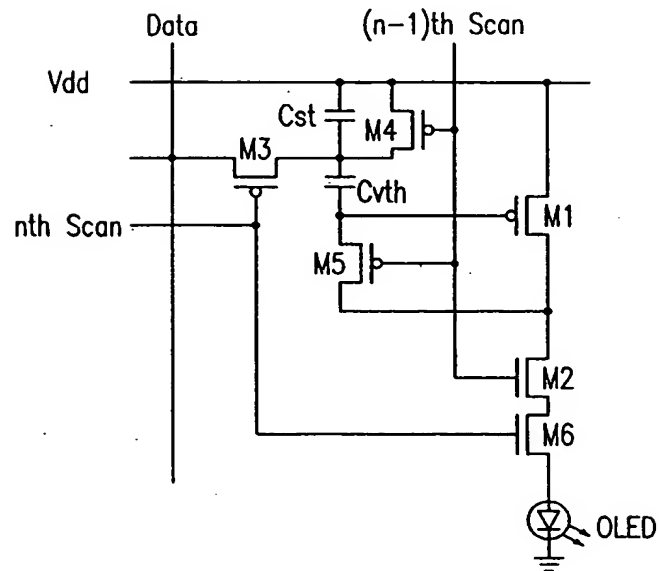 Data
(n-1)th Scan
Vdd
Cst
M4
M3
Cvth
M1
nth Scan
M5
M2
M6
OLED